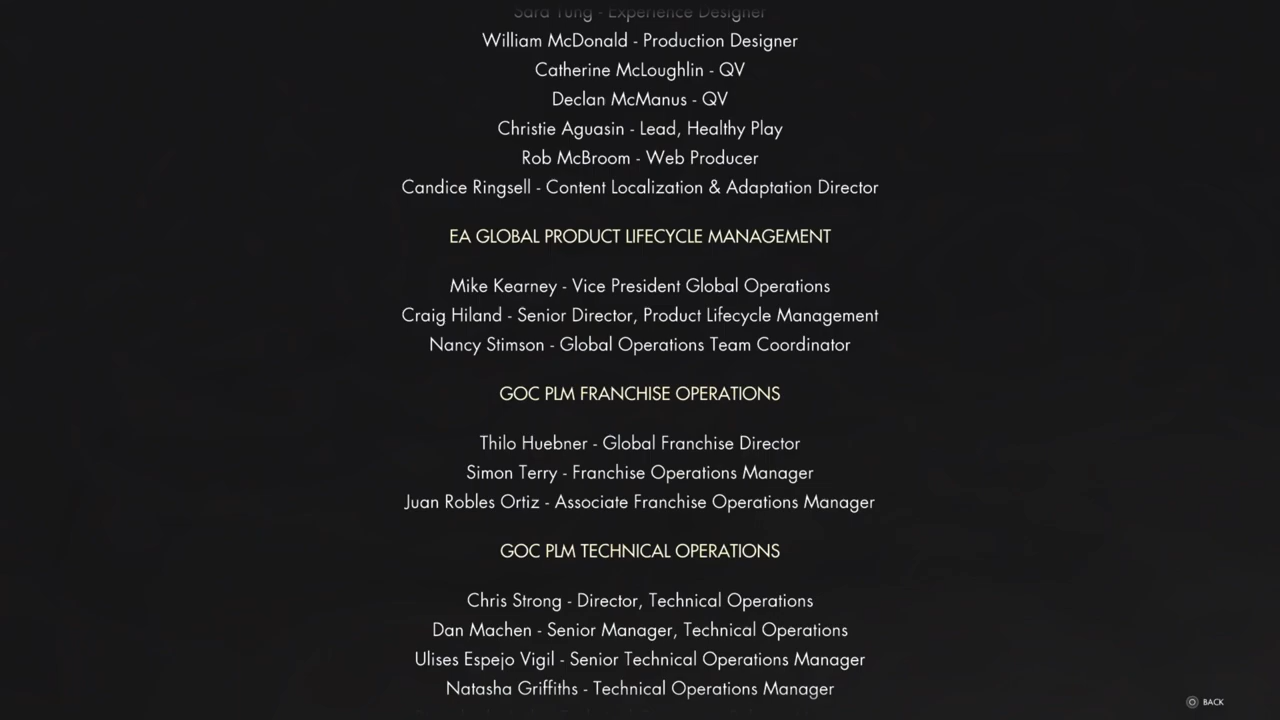 Sara Tung - Experience Designer
William McDonald - Production Designer
Catherine McLoughlin - QV
Declan McManus - QV
Christie Aguasin - Lead, Healthy Play
Rob McBroom - Web Producer
Candice Ringsell - Content Localization & Adaptation Director
EA GLOBAL PRODUCT LIFECYCLE MANAGEMENT
Mike Kearney - Vice President Global Operations
Craig Hiland - Senior Director, Product Lifecycle Management
Nancy Stimson - Global Operations Team Coordinator
GOC PLM FRANCHISE OPERATIONS
Thilo Huebner - Global Franchise Director
Simon Terry - Franchise Operations Manager
Juan Robles Ortiz - Associate Franchise Operations Manager
GOC PLM TECHNICAL OPERATIONS
Chris Strong - Director, Technical Operations
Dan Machen - Senior Manager, Technical Operations
Ulises Espejo Vigil - Senior Technical Operations Manager
Natasha Griffiths - Technical Operations Manager
BACK